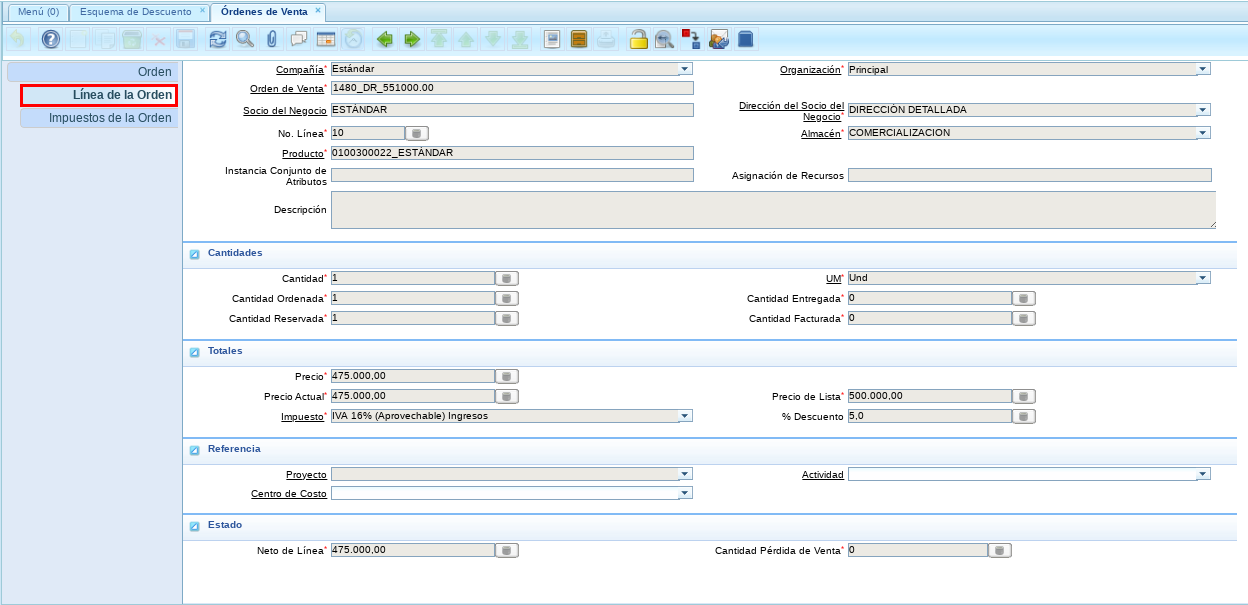 Menú (0) Esquema de Descuento × Órdenes de Venta ×
Orden
Línea de la Orden
Impuestos de la Orden
Compañía* Estándar Organización* Principal
Orden de Venta* 1480_DR_551000.00
Socio del Negocio ESTÁNDAR Dirección del Socio del Negocio* DIRECCIÓN DETALLADA
No. Línea* 10 Almacén* COMERCIALIZACION
Producto* 0100300022_ESTÁNDAR
Instancia Conjunto de Atributos Asignación de Recursos
Descripción
Cantidades
Cantidad* 1 UM* Und
Cantidad Ordenada* 1 Cantidad Entregada* 0
Cantidad Reservada* 1 Cantidad Facturada* 0
Totales
Precio* 475.000,00
Precio Actual* 475.000,00 Precio de Lista* 500.000,00
Impuesto* IVA 16% (Aprovechable) Ingresos % Descuento 5,0
Referencia
Proyecto Actividad
Centro de Costo
Estado
Neto de Línea* 475.000,00 Cantidad Pérdida de Venta* 0